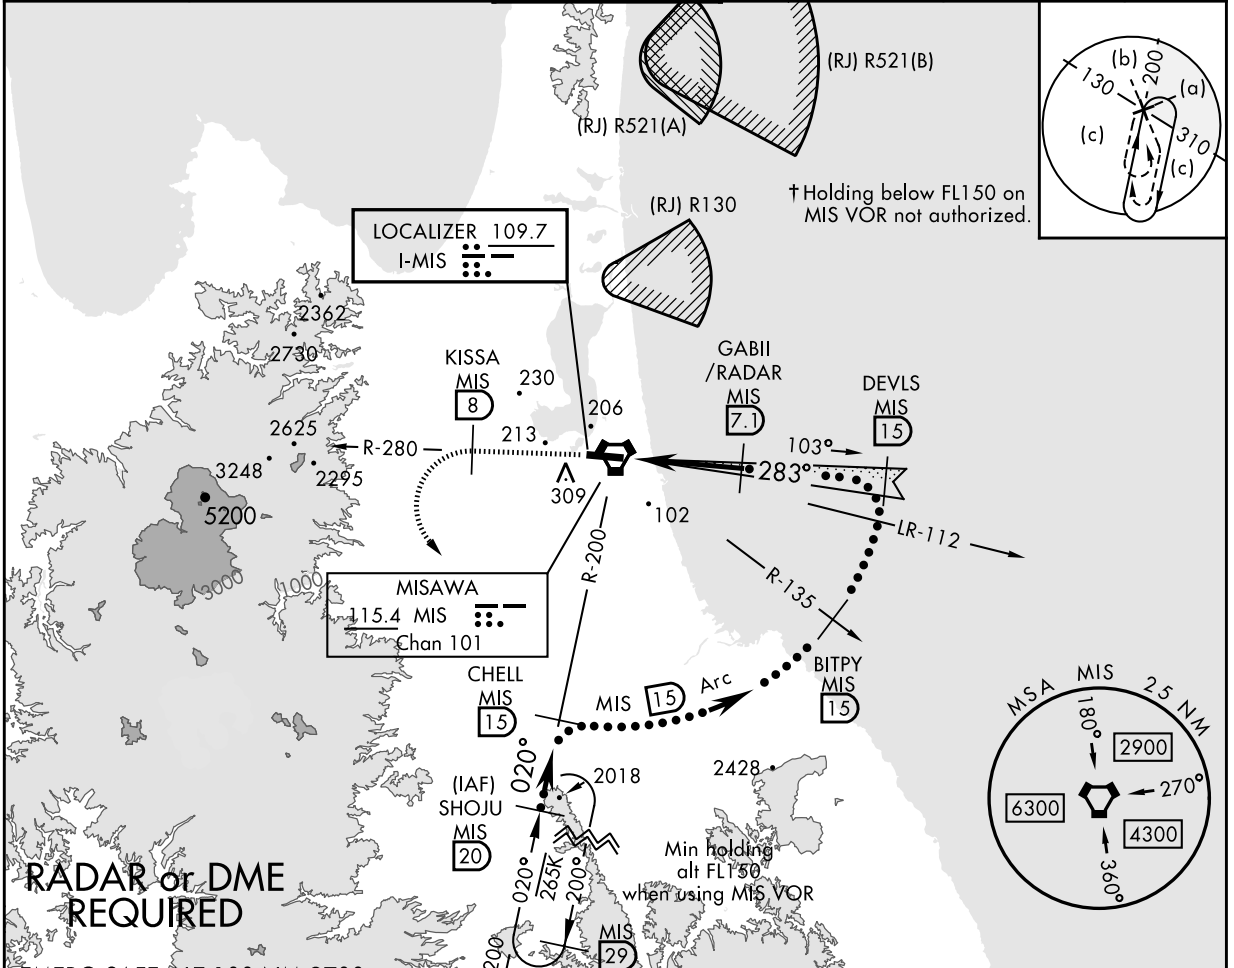 (RJ) R521(B)
(RJ) R521(A)
(b)
200
130
(a)
(c)
310
(c)
† Holding below FL150 on
MIS VOR not authorized.
(RJ) R130
LOCALIZER 109.7
I-MIS
2362
2730
KISSA
MIS
8
230
206
213
GABII
/RADAR
MIS
7.1
DEVLS
MIS
15
103°
R-280
2625
3248
2295
5200
309
283°
102
LR-112
R-200
R-135
3000
1000
MISAWA
115.4 MIS
Chan 101
CHELL
MIS
15
MIS 15 Arc
BITPY
MIS
15
020°
2018
2428
(IAF)
SHOJU
MIS
20
020°
265K
200°
Min holding
alt FL150
when using MIS VOR
MIS
29
200
MSA MIS 25 NM
180°
2900
270°
6300
4300
360°
RADAR or DME
REQUIRED